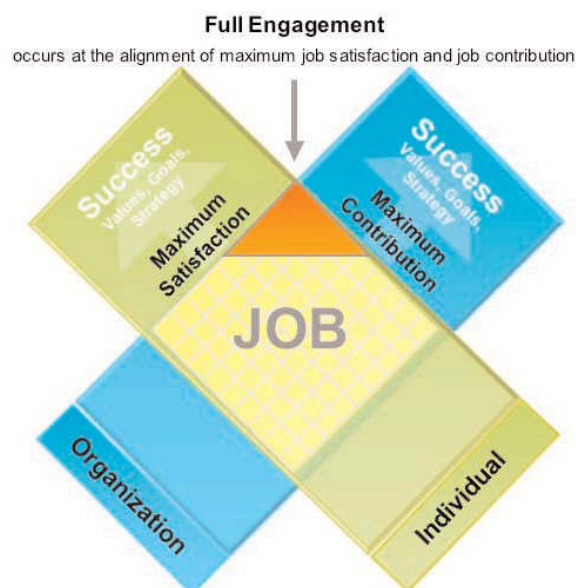 Full Engagement
occurs at the alignment of maximum job satisfaction and job contribution
Success
Values, Goals,
Strategy
Maximum
Satisfaction
Success
Values, Goals,
Strategy
Maximum
Contribution
JOB
Organization
Individual